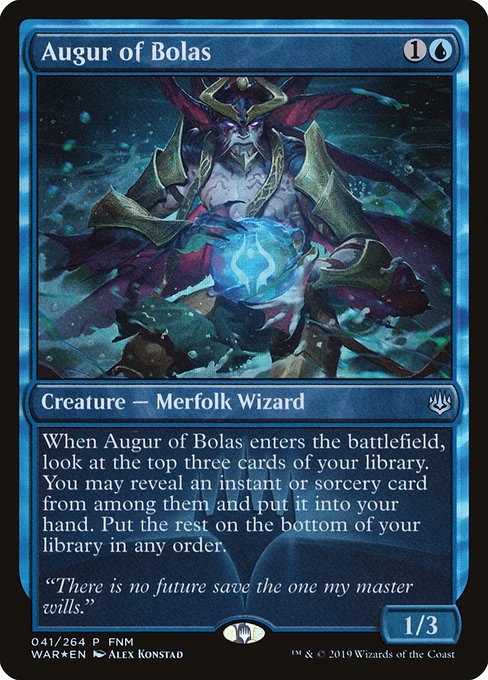 Augur of Bolas 1
Creature — Merfolk Wizard
When Augur of Bolas enters the battlefield,
look at the top three cards of your library.
You may reveal an instant or sorcery card
from among them and put it into your
hand. Put the rest on the bottom of your
library in any order.
“There is no future save the one my master
wills.”
1/3
041/264 P FNM
WAR★EN Alex Konstad
™ & © 2019 Wizards of the Coast